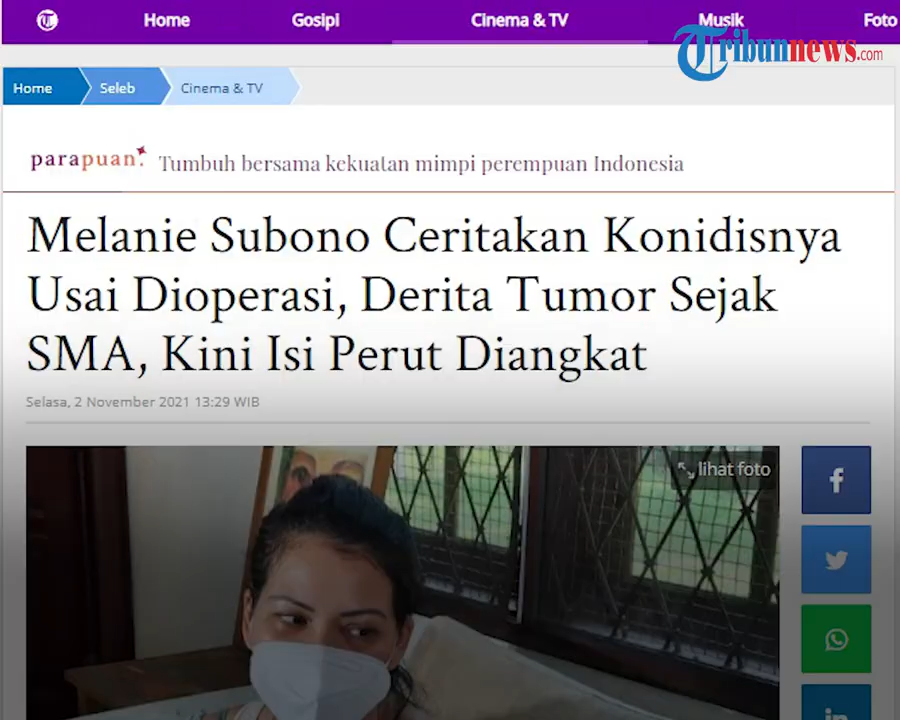 Home Gosipi Cinema & TV Musik Foto
Tribunnews.com
Home Seleb Cinema & TV
parapuan. Tumbuh bersama kekuatan mimpi perempuan Indonesia
Melanie Subono Ceritakan Konidisnya
Usai Dioperasi, Derita Tumor Sejak
SMA, Kini Isi Perut Diangkat
Selasa, 2 November 2021 13:29 WIB
lihat foto